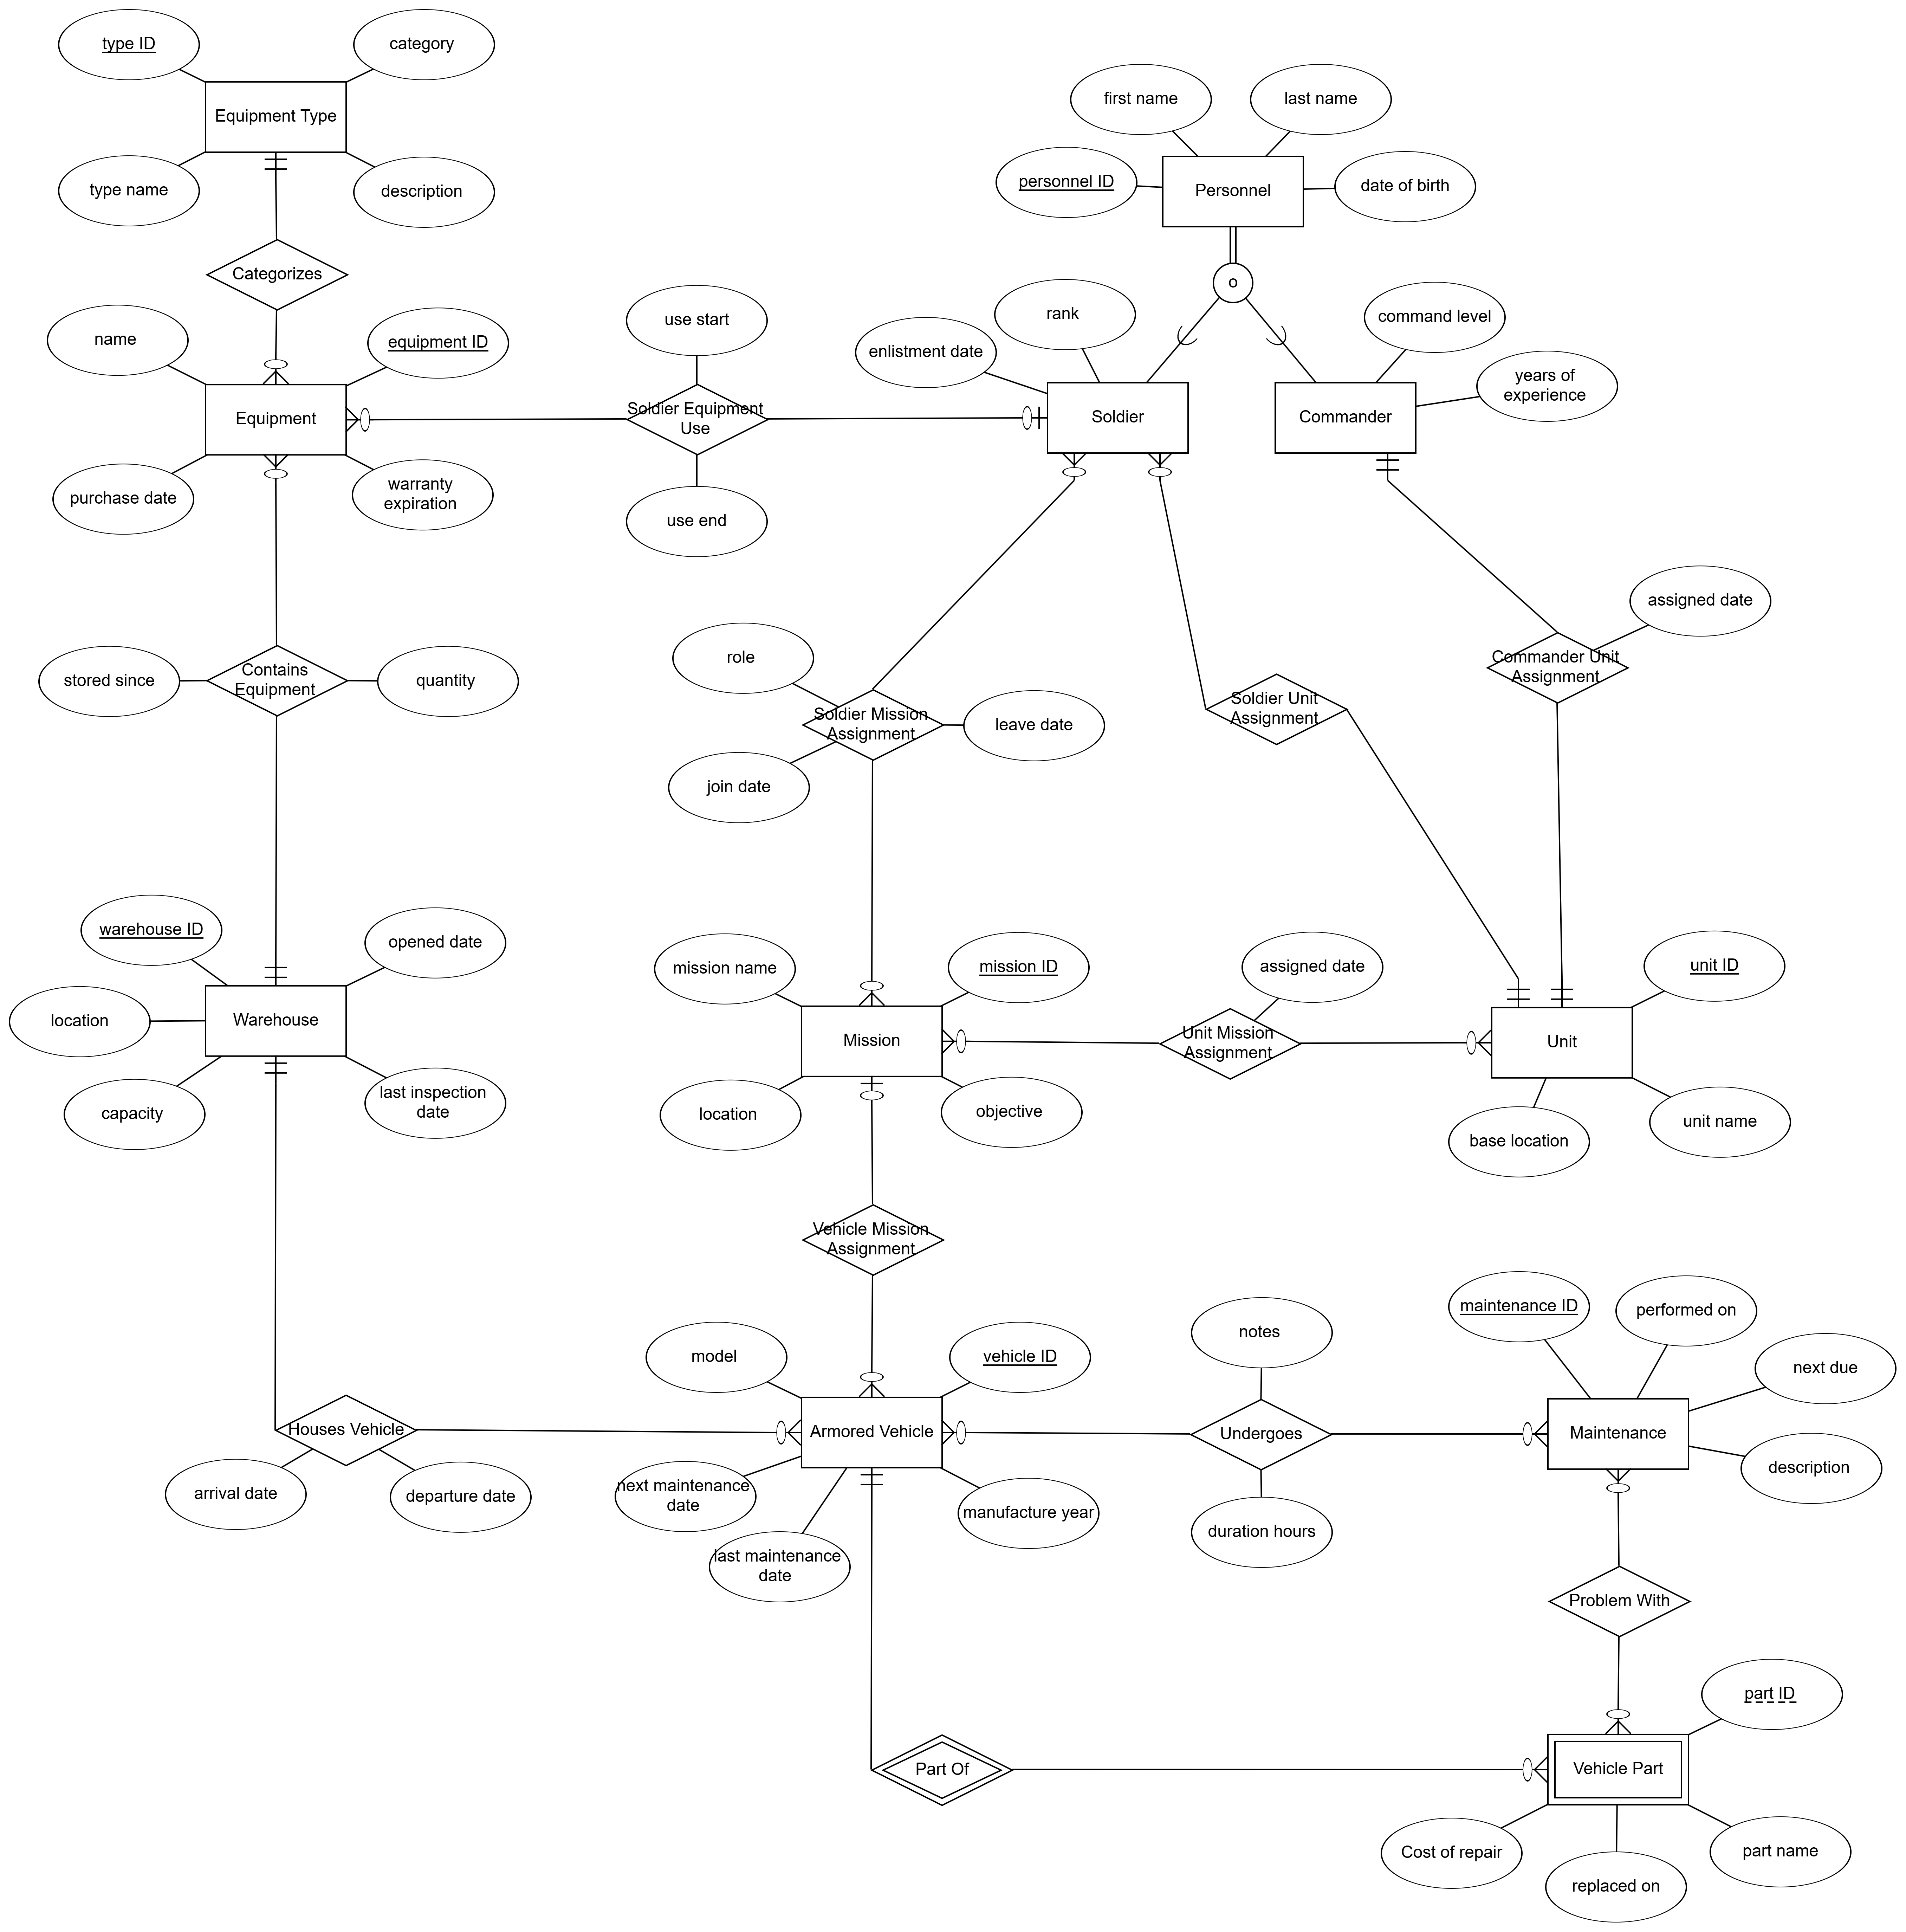 type ID
category
Equipment Type
type name
description
Categorizes
name
equipment ID
Equipment
purchase date
warranty
expiration
use start
Soldier Equipment
Use
use end
first name
last name
personnel ID
Personnel
date of birth
o
rank
enlistment date
Soldier
command level
years of
experience
Commander
stored since
Contains
Equipment
quantity
role
Soldier Mission
Assignment
leave date
join date
Soldier Unit
Assignment
assigned date
Commander Unit
Assignment
warehouse ID
opened date
location
Warehouse
capacity
last inspection
date
mission name
mission ID
Mission
location
objective
assigned date
Unit Mission
Assignment
unit ID
Unit
base location
unit name
Vehicle Mission
Assignment
Houses Vehicle
arrival date
departure date
model
vehicle ID
Armored Vehicle
next maintenance
date
last maintenance
date
manufacture year
notes
Undergoes
duration hours
maintenance ID
performed on
next due
Maintenance
description
Problem With
Part Of
part ID
Vehicle Part
Cost of repair
replaced on
part name